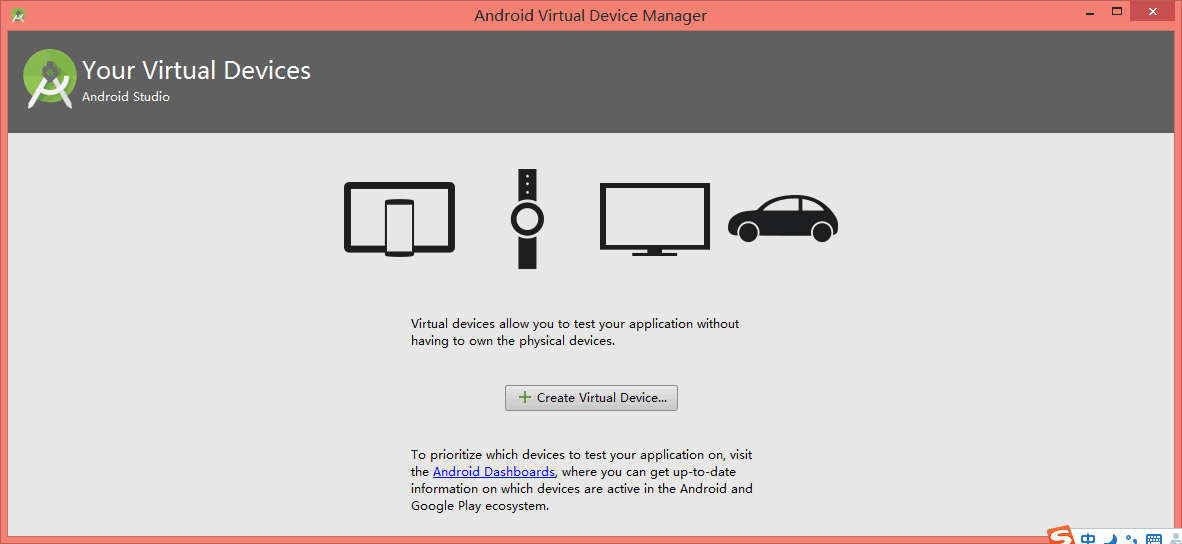 Android Virtual Device Manager
Your Virtual Devices
Android Studio
Virtual devices allow you to test your application without
having to own the physical devices.
Create Virtual Device...
To prioritize which devices to test your application on, visit
the Android Dashboards, where you can get up-to-date
information on which devices are active in the Android and
Google Play ecosystem.
中